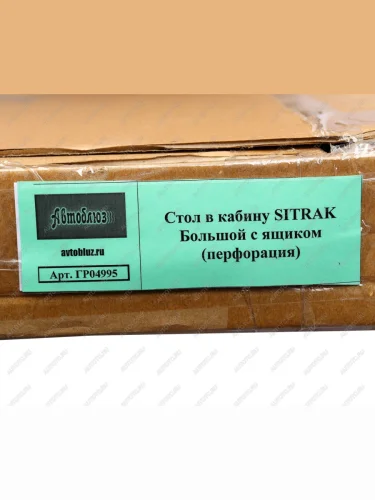 Автоблюз
avtobluz.ru
Арт. ГР04995
Стол в кабину SITRAK
Большой с ящиком
(перфорация)